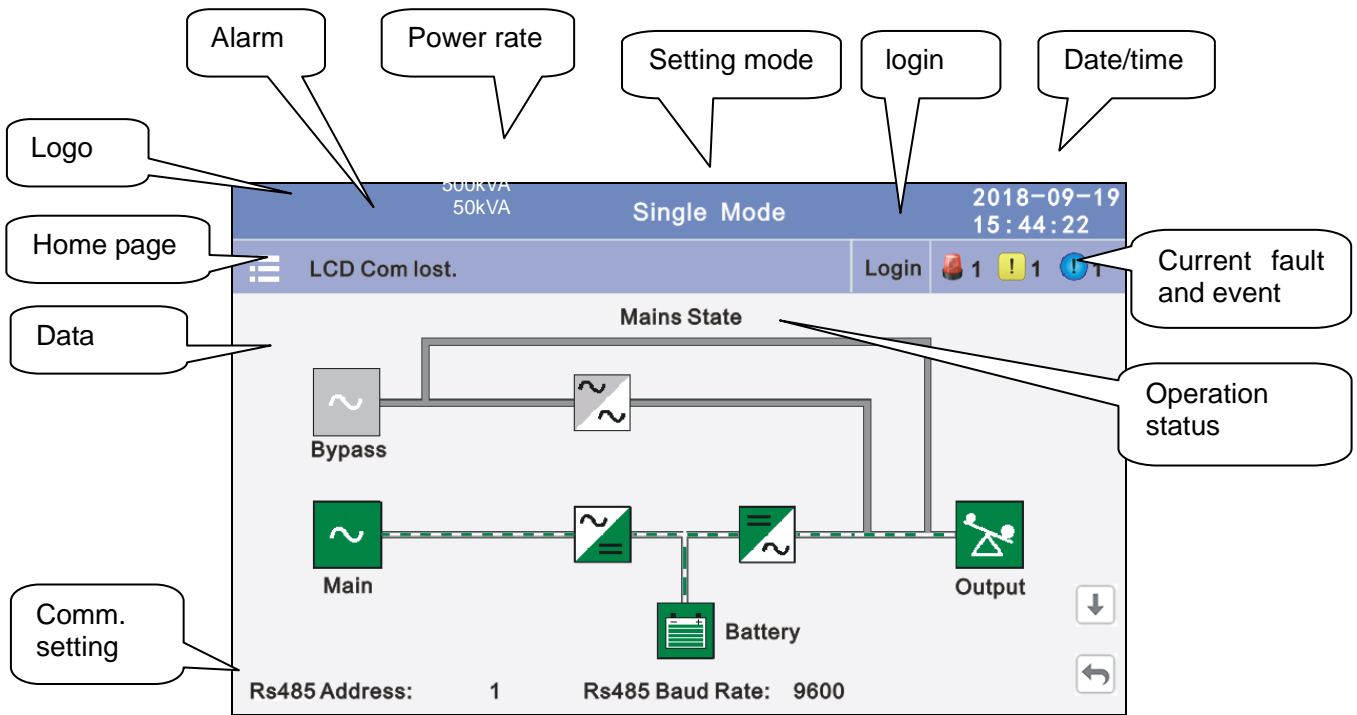 Alarm
Power rate
Setting mode
login
Date/time
Logo
500kVA
50kVA
Single Mode
2018-09-19
15:44:22
Home page
LCD Com lost.
Login
1
! 1
! 1
Current fault
and event
Data
Mains State
Operation
status
Bypass
Main
Output
Battery
Comm.
setting
Rs485 Address: 1 Rs485 Baud Rate: 9600